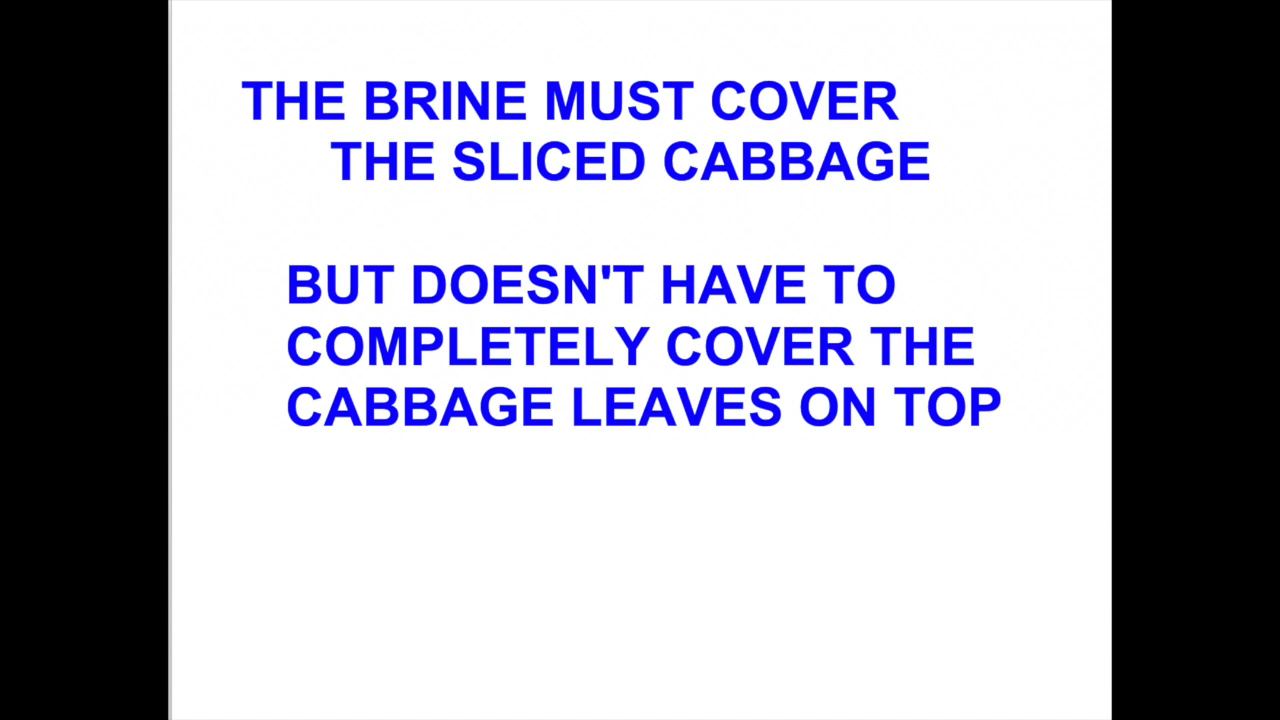 THE BRINE MUST COVER
THE SLICED CABBAGE
BUT DOESN'T HAVE TO
COMPLETELY COVER THE
CABBAGE LEAVES ON TOP